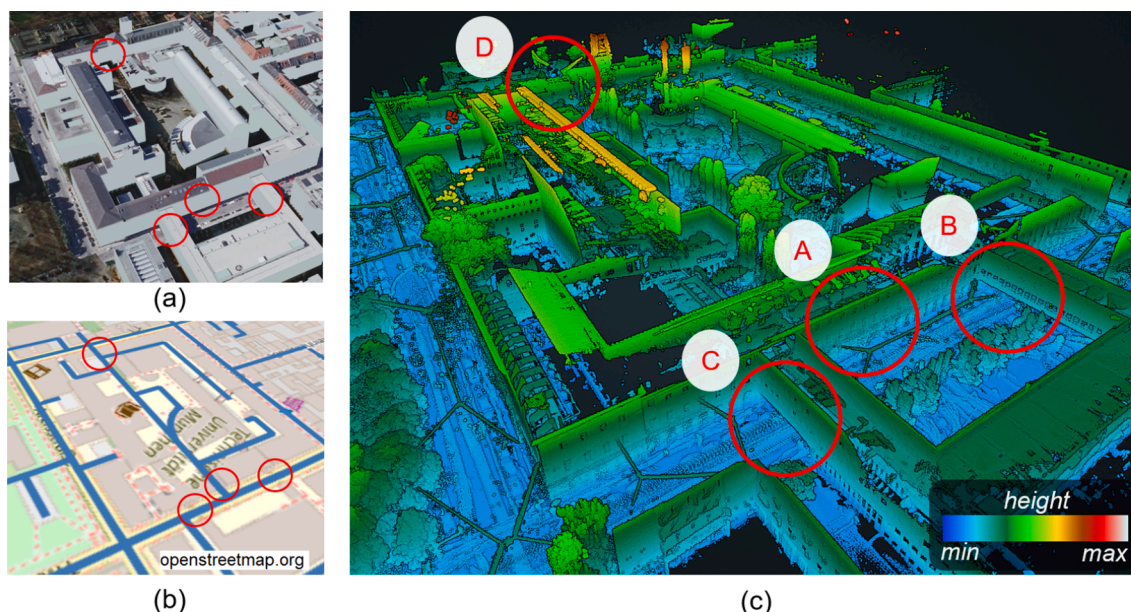 D
A
B
C
height
min
max
(a)
Technische
Universität
München
openstreetmap.org
(b)
(c)